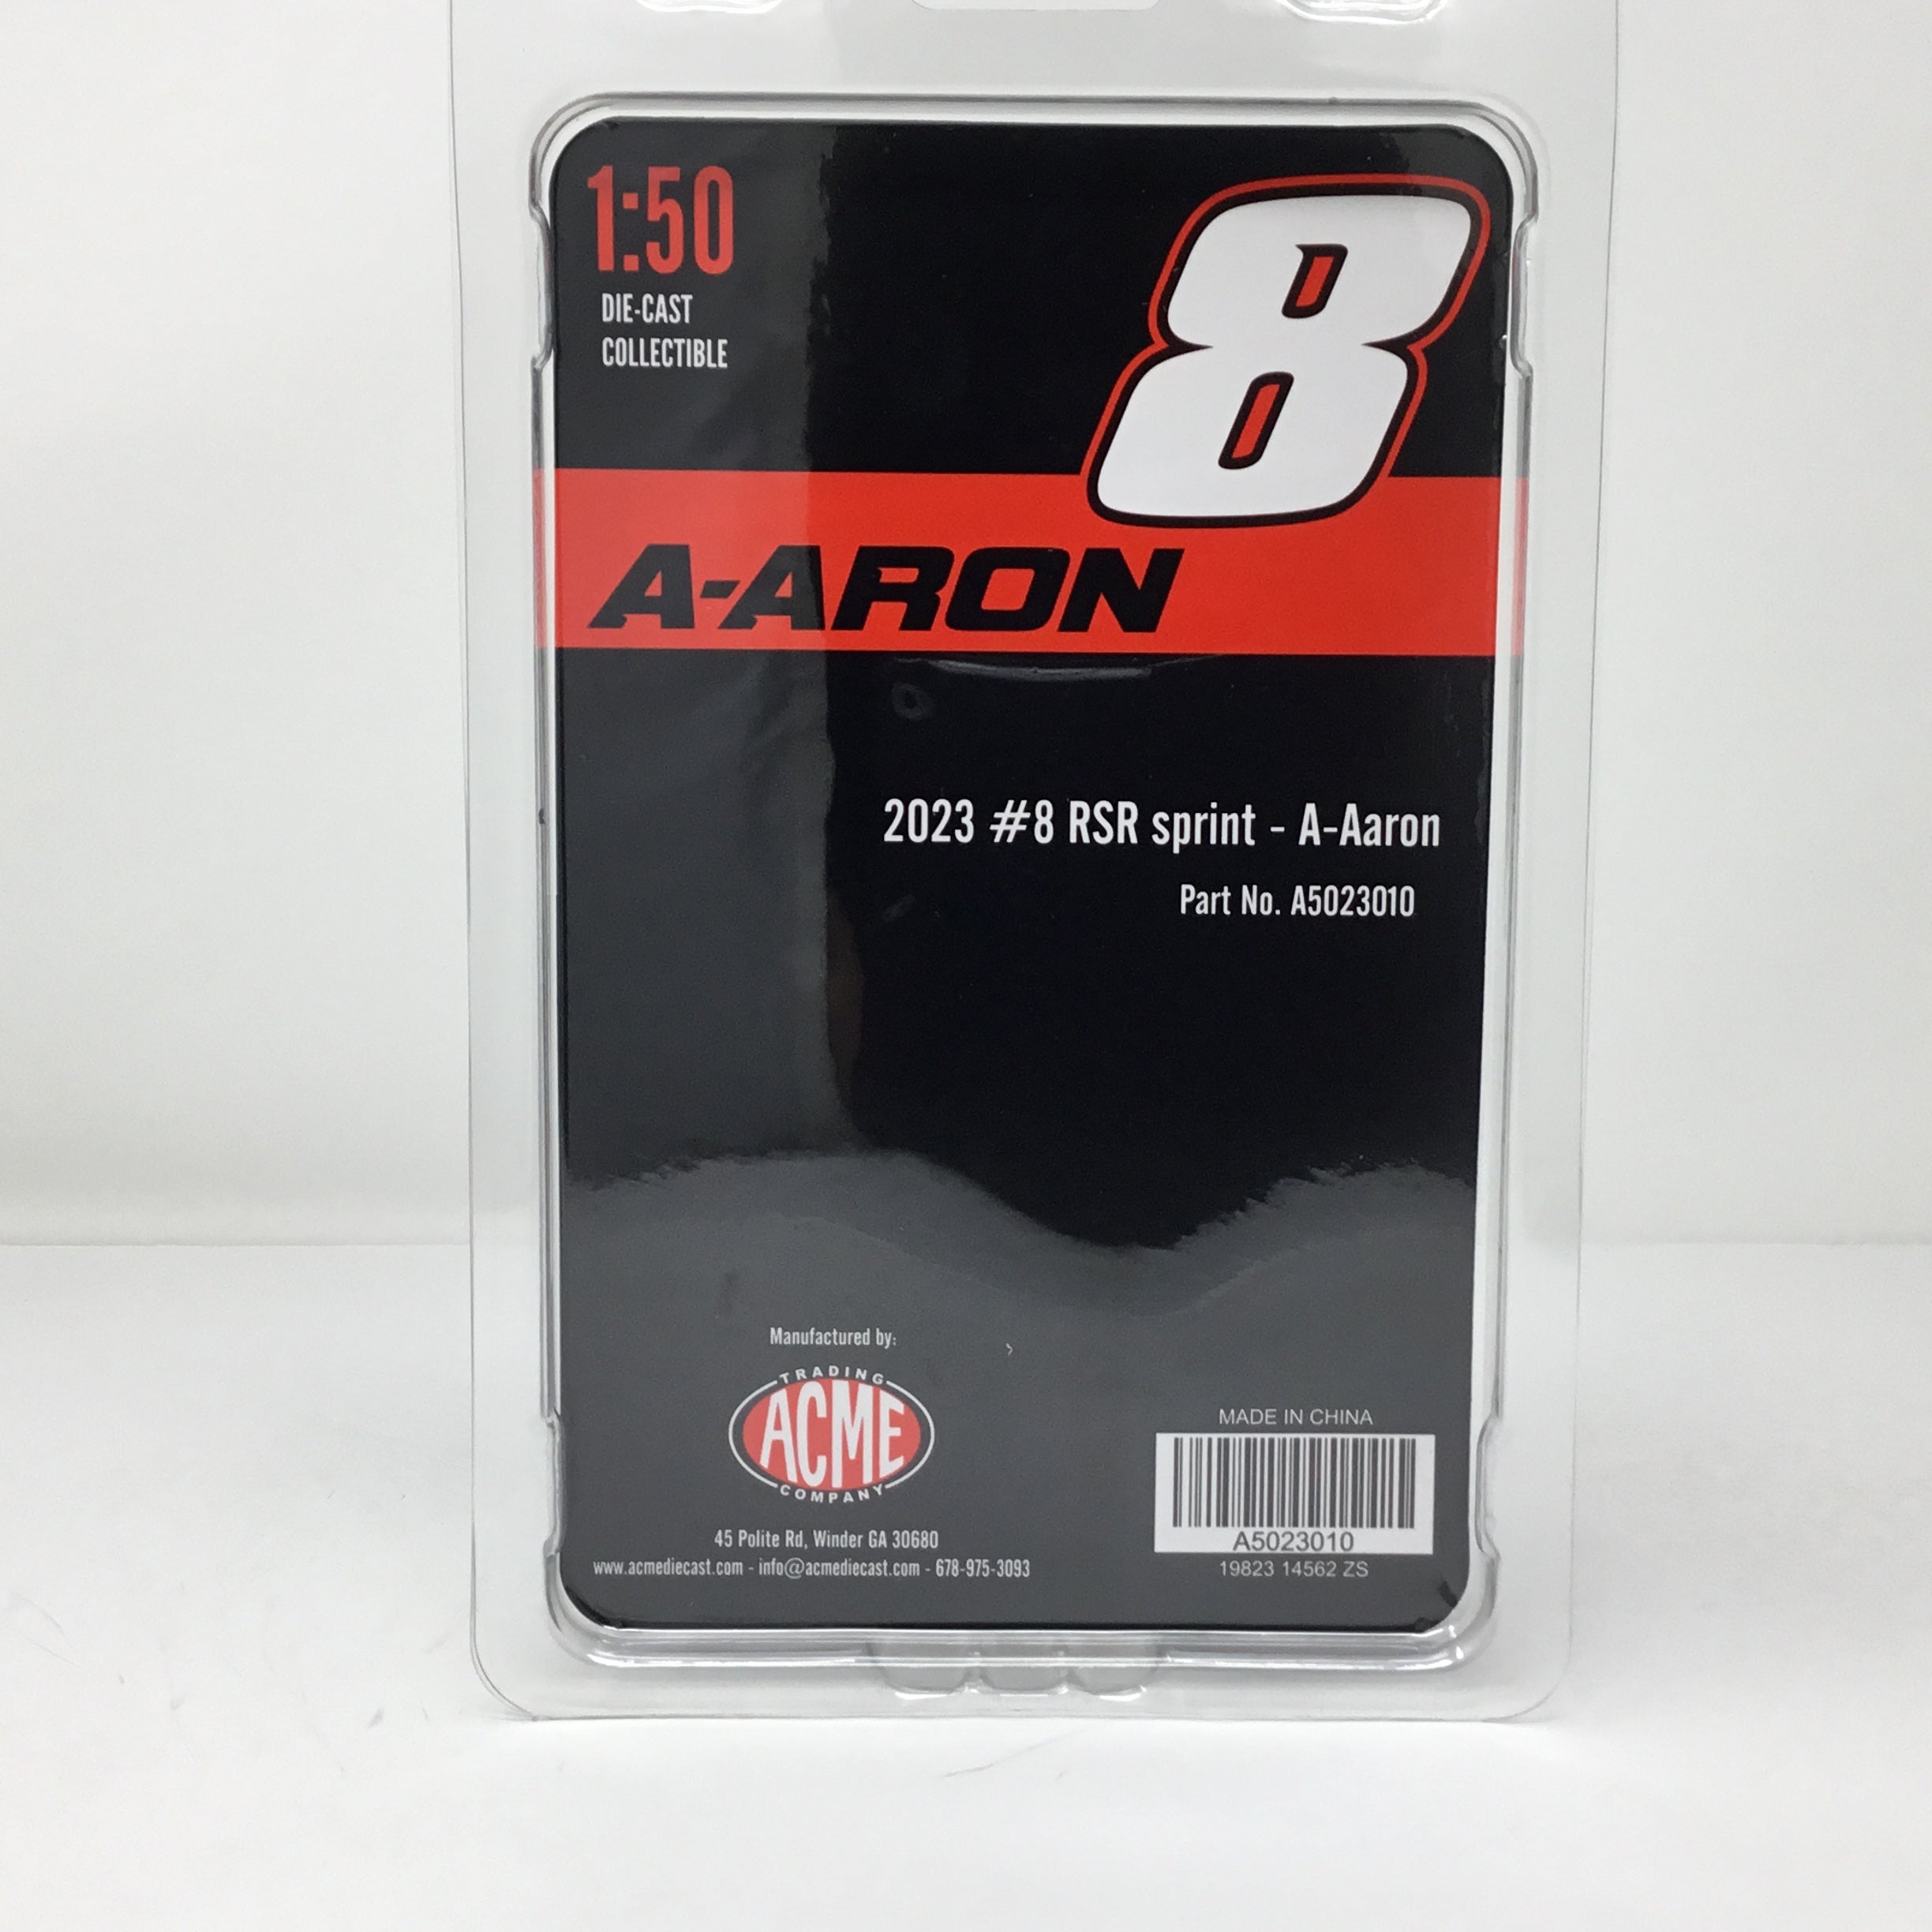 1:50
DIE-CAST
COLLECTIBLE
8
A-ARON
2023 #8 RSR sprint - A-Aaron
Part No. A5023010
Manufactured by:
TRADING
ACME
COMPANY
45 Polite Rd, Winder GA 30680
www.acmediecast.com - info@acmediecast.com - 678-975-3093
MADE IN CHINA
A5023010
19823 14562 ZS